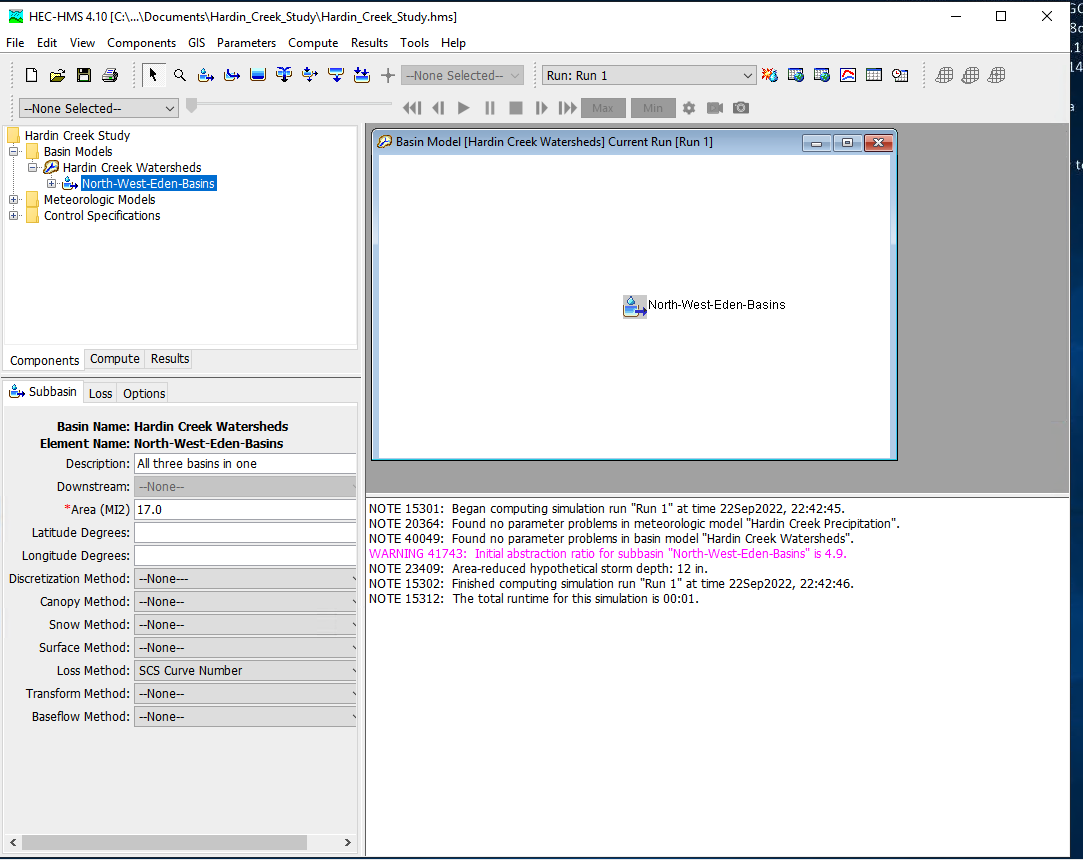 HEC-HMS 4.10 [C:\...\Documents\Hardin_Creek_Study\Hardin_Creek_Study.hms]
File Edit View Components GIS Parameters Compute Results Tools Help
--None Selected-- Run: Run 1
--None Selected-- Max Min
Hardin Creek Study
Basin Models
Hardin Creek Watersheds
North-West-Eden-Basins
Meteorologic Models
Control Specifications
Components Compute Results
Basin Model [Hardin Creek Watersheds] Current Run [Run 1]
North-West-Eden-Basins
Subbasin Loss Options
Basin Name: Hardin Creek Watersheds
Element Name: North-West-Eden-Basins
Description: All three basins in one
Downstream: --None--
*Area (MI2) 17.0
Latitude Degrees:
Longitude Degrees:
Discretization Method: --None---
Canopy Method: --None--
Snow Method: --None--
Surface Method: --None--
Loss Method: SCS Curve Number
Transform Method: --None--
Baseflow Method: --None--
NOTE 15301: Began computing simulation run "Run 1" at time 22Sep2022, 22:42:45.
NOTE 20364: Found no parameter problems in meteorologic model "Hardin Creek Precipitation".
NOTE 40049: Found no parameter problems in basin model "Hardin Creek Watersheds".
WARNING 41743: Initial abstraction ratio for subbasin "North-West-Eden-Basins" is 4.9.
NOTE 23409: Area-reduced hypothetical storm depth: 12 in.
NOTE 15302: Finished computing simulation run "Run 1" at time 22Sep2022, 22:42:46.
NOTE 15312: The total runtime for this simulation is 00:01.